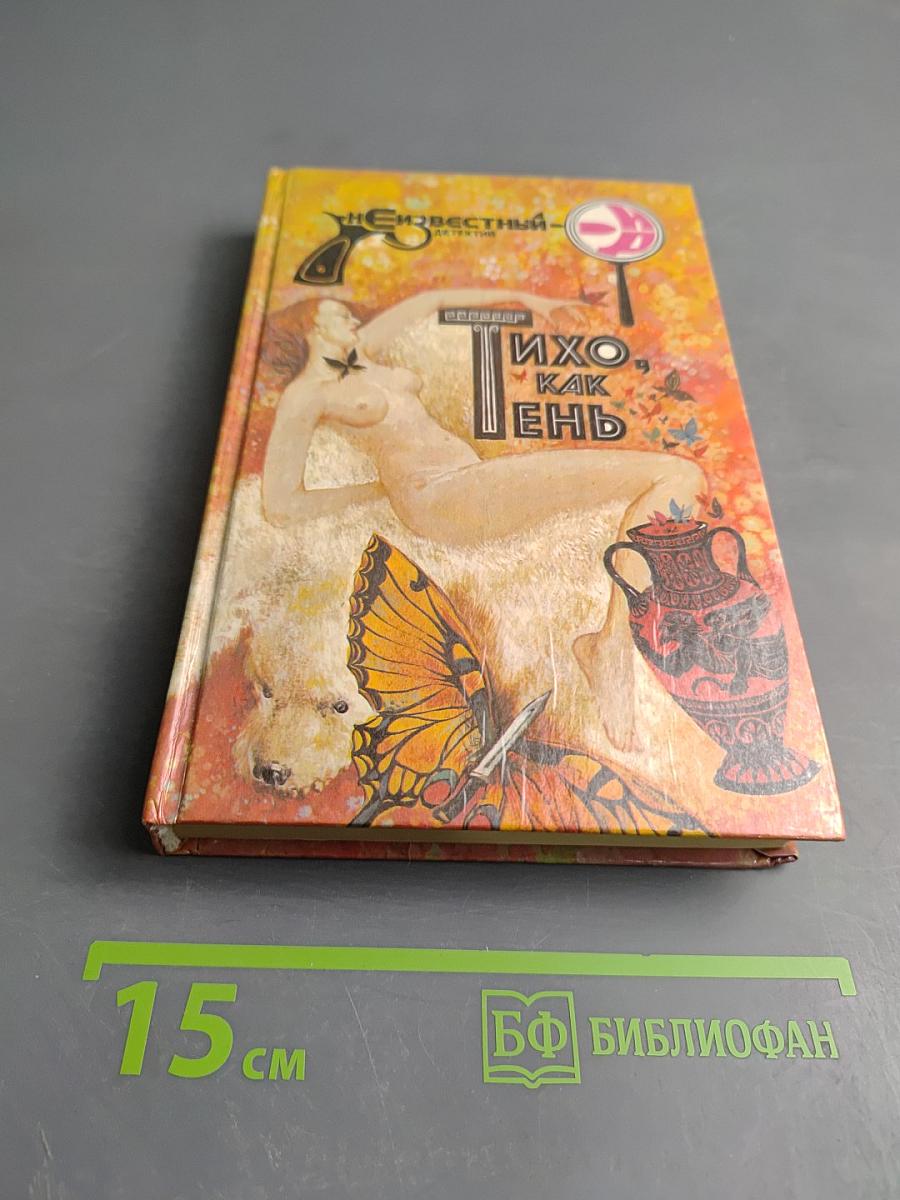 НЕИЗВЕСТНЫЙ
ДЕТЕКТИВ
ТИХО,
КАК
ТЕНЬ
15 см
БФ БИБЛИОФАН